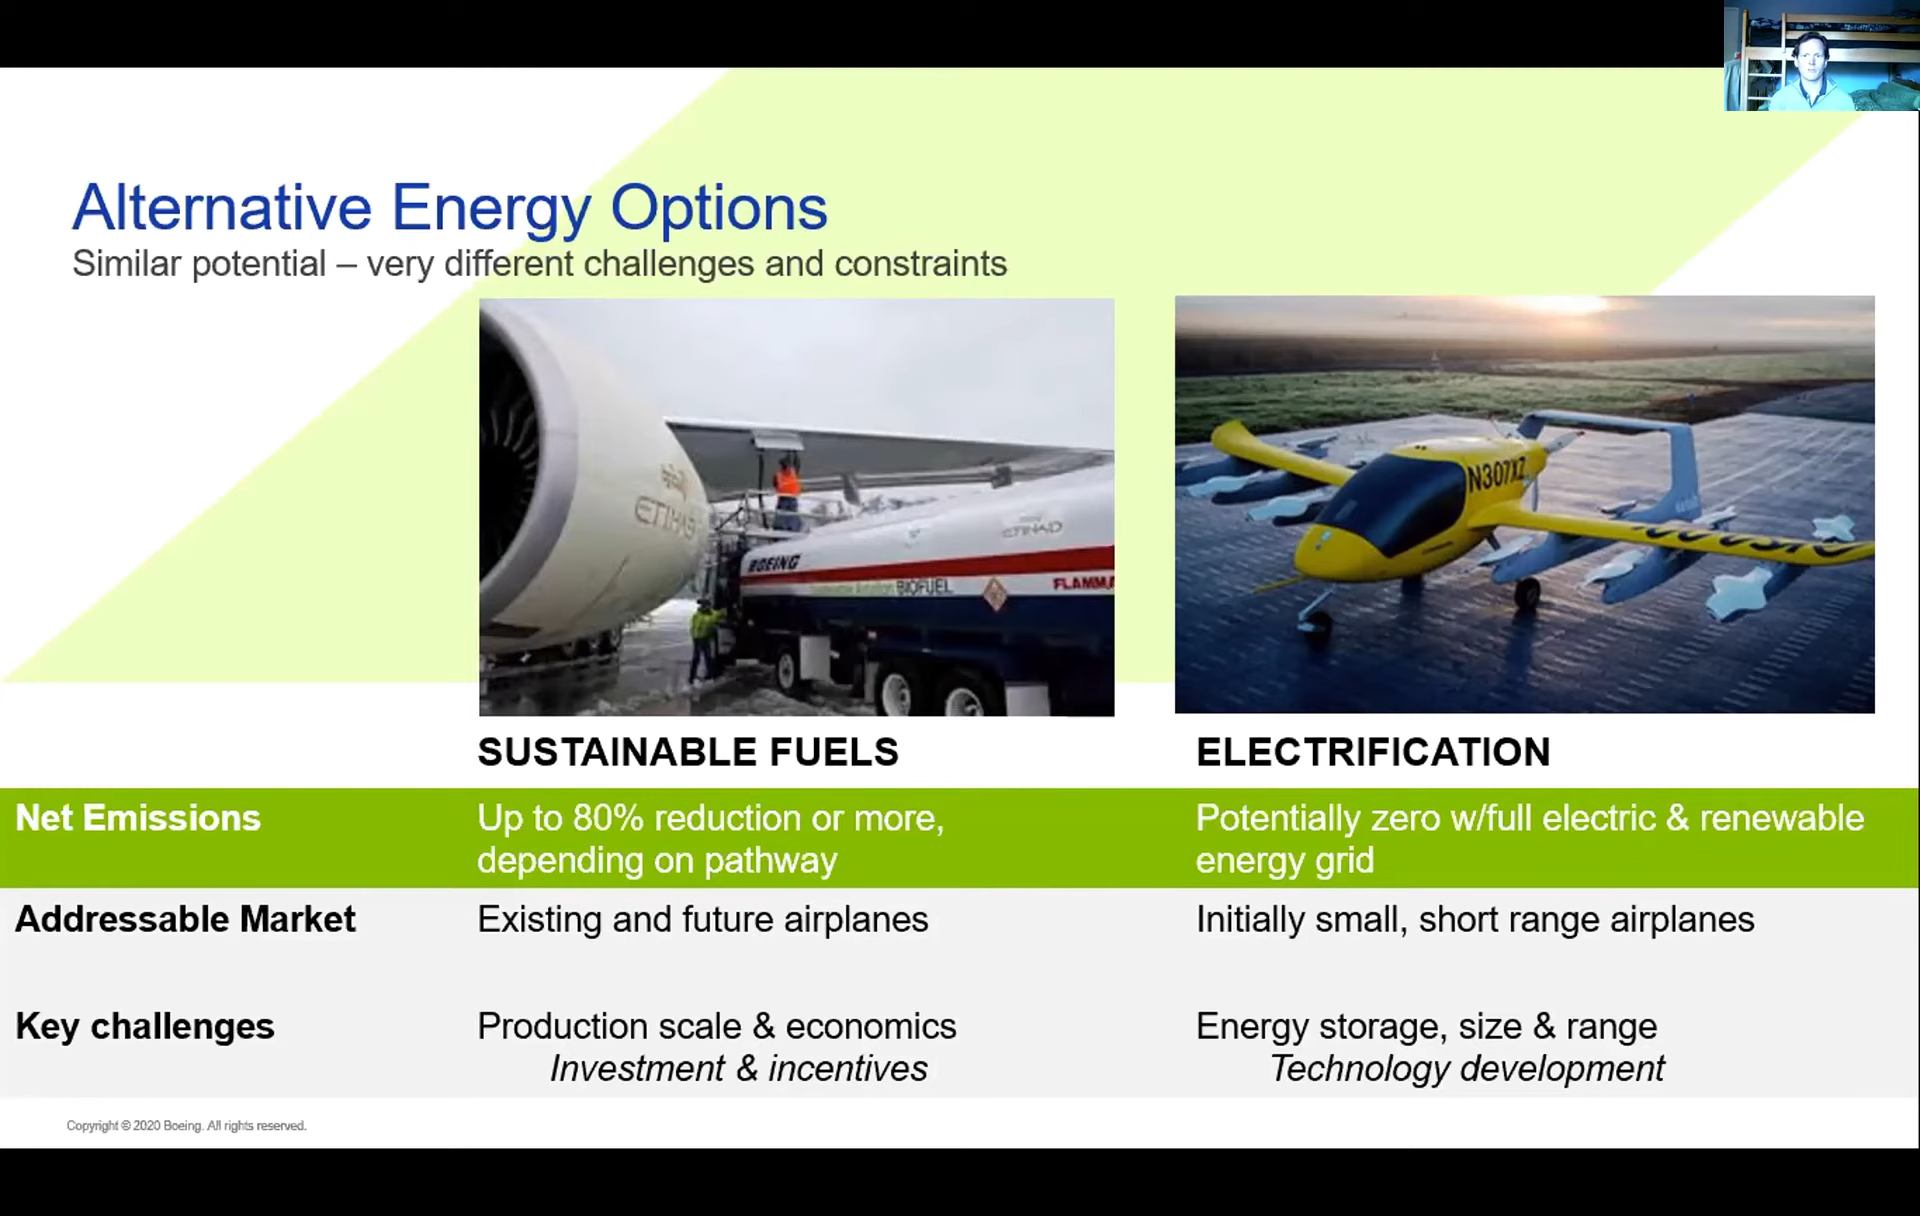 Alternative Energy Options
Similar potential – very different challenges and constraints
ETIHAD
ETIHAD
BOEING
BIOFUEL
N307XZ
SUSTAINABLE FUELS
ELECTRIFICATION
Net Emissions
Up to 80% reduction or more,
depending on pathway
Potentially zero w/full electric & renewable
energy grid
Addressable Market
Existing and future airplanes
Initially small, short range airplanes
Key challenges
Production scale & economics
Investment & incentives
Energy storage, size & range
Technology development
Copyright © 2020 Boeing. All rights reserved.